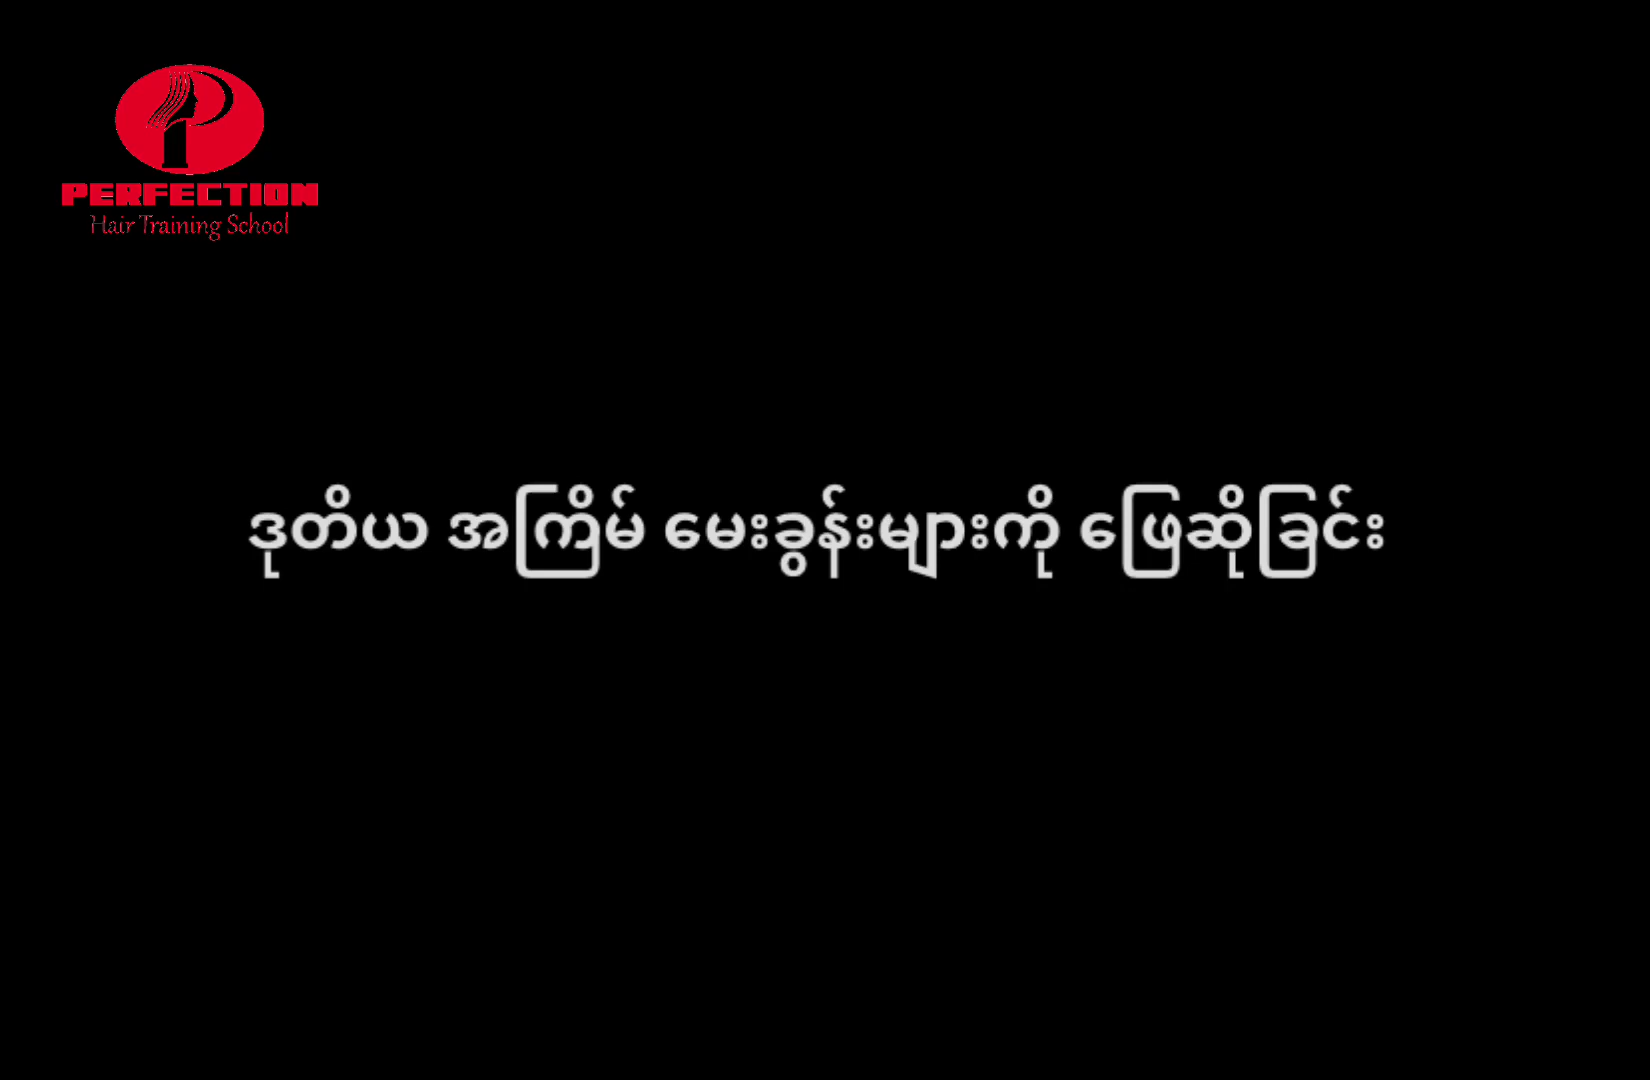 PERFECTION
Hair Training School
ဒုတိယ အကြိမ် မေးခွန်းများကို ဖြေဆိုခြင်း